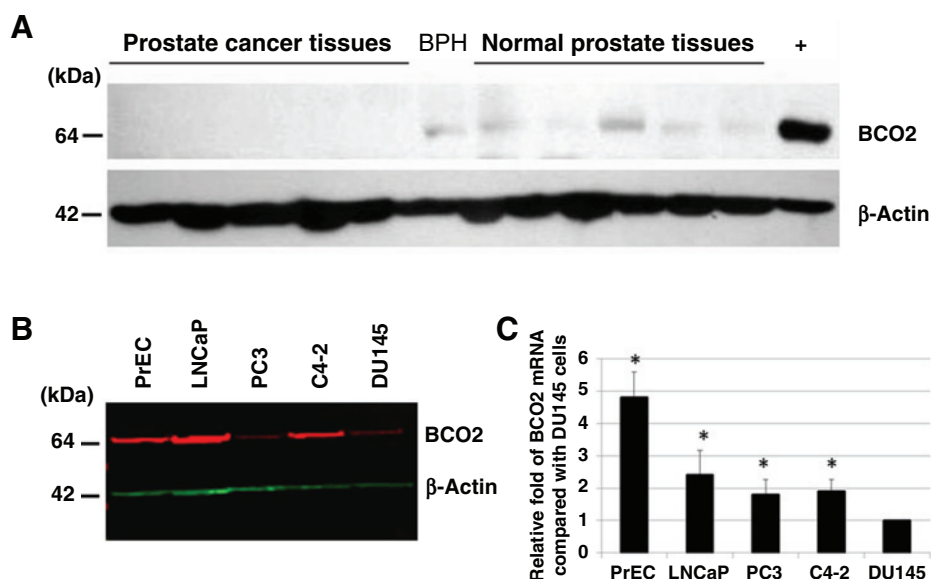 A
Prostate cancer tissues BPH Normal prostate tissues +
(kDa)
64 BCO2
42 β-Actin
B
PrEC LNCaP PC3 C4-2 DU145
(kDa)
64 BCO2
42 β-Actin
C
Relative fold of BCO2 mRNA
compared with DU145 cells
6
5
4
3
2
1
0
* * * *
PrEC LNCaP PC3 C4-2 DU145